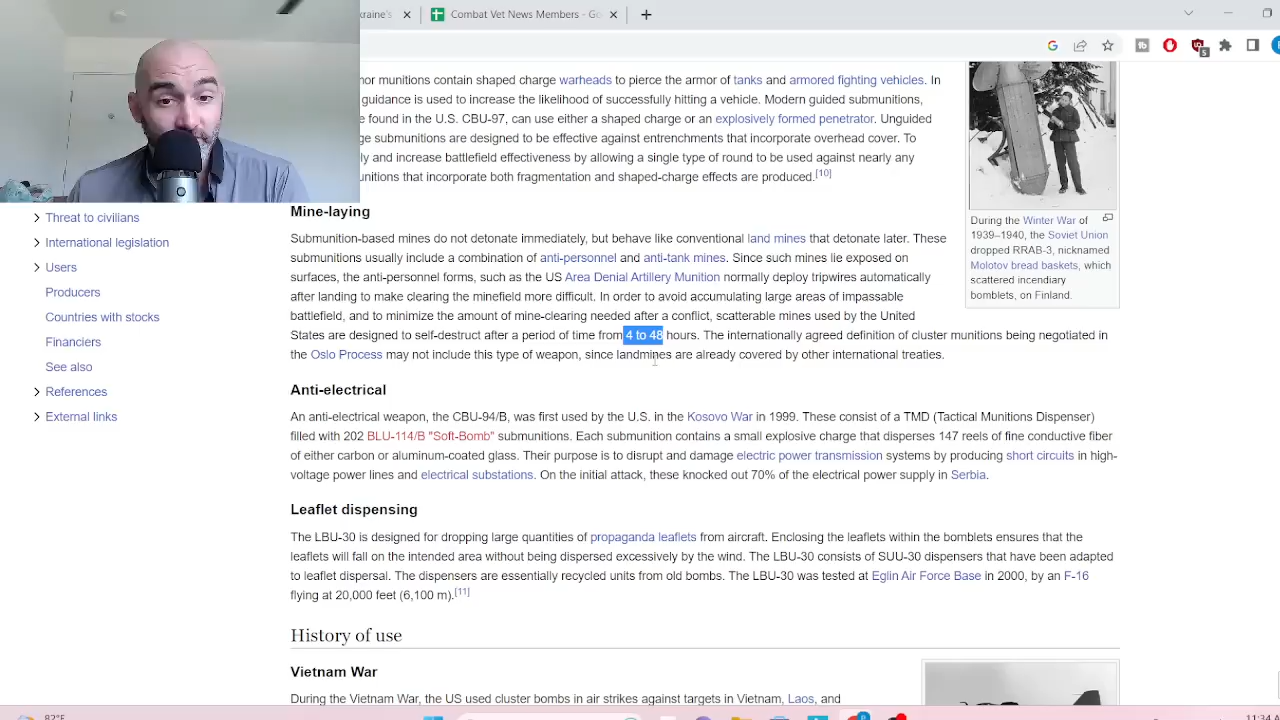 kraine's
Combat Vet News Members - Go
5
or munitions contain shaped charge warheads to pierce the armor of tanks and armored fighting vehicles. In
guidance is used to increase the likelihood of successfully hitting a vehicle. Modern guided submunitions,
e found in the U.S. CBU-97, can use either a shaped charge or an explosively formed penetrator. Unguided
ge submunitions are designed to be effective against entrenchments that incorporate overhead cover. To
y and increase battlefield effectiveness by allowing a single type of round to be used against nearly any
unitions that incorporate both fragmentation and shaped-charge effects are produced.[10]
During the Winter War of
1939–1940, the Soviet Union
dropped RRAB-3, nicknamed
Molotov bread baskets, which
scattered incendiary
bomblets, on Finland.
Threat to civilians
International legislation
Users
Producers
Countries with stocks
Financiers
See also
References
External links
Mine-laying
Submunition-based mines do not detonate immediately, but behave like conventional land mines that detonate later. These
submunitions usually include a combination of anti-personnel and anti-tank mines. Since such mines lie exposed on
surfaces, the anti-personnel forms, such as the US Area Denial Artillery Munition normally deploy tripwires automatically
after landing to make clearing the minefield more difficult. In order to avoid accumulating large areas of impassable
battlefield, and to minimize the amount of mine-clearing needed after a conflict, scatterable mines used by the United
States are designed to self-destruct after a period of time from 4 to 48 hours. The internationally agreed definition of cluster munitions being negotiated in
the Oslo Process may not include this type of weapon, since landmines are already covered by other international treaties.
Anti-electrical
An anti-electrical weapon, the CBU-94/B, was first used by the U.S. in the Kosovo War in 1999. These consist of a TMD (Tactical Munitions Dispenser)
filled with 202 BLU-114/B "Soft-Bomb" submunitions. Each submunition contains a small explosive charge that disperses 147 reels of fine conductive fiber
of either carbon or aluminum-coated glass. Their purpose is to disrupt and damage electric power transmission systems by producing short circuits in high-
voltage power lines and electrical substations. On the initial attack, these knocked out 70% of the electrical power supply in Serbia.
Leaflet dispensing
The LBU-30 is designed for dropping large quantities of propaganda leaflets from aircraft. Enclosing the leaflets within the bomblets ensures that the
leaflets will fall on the intended area without being dispersed excessively by the wind. The LBU-30 consists of SUU-30 dispensers that have been adapted
to leaflet dispersal. The dispensers are essentially recycled units from old bombs. The LBU-30 was tested at Eglin Air Force Base in 2000, by an F-16
flying at 20,000 feet (6,100 m).[11]
History of use
Vietnam War
During the Vietnam War, the US used cluster bombs in air strikes against targets in Vietnam, Laos, and
82°F
11:34 A